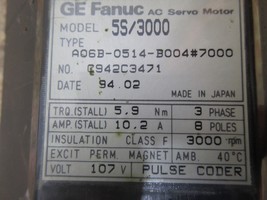 GE Fanuc AC Servo Motor
MODEL 5S/3000
TYPE
A06B-0514-B004#7000
NO. C942C3471
MADE IN JAPAN
DATE 94.02
TRQ.(STALL) 5.9 Nm 3 PHASE
AMP.(STALL) 10.2 A 8 POLES
INSULATION CLASS F 3000 rpm
EXCIT PERM. MAGNET AMB. 40°C
VOLT 107 V PULSE CODER